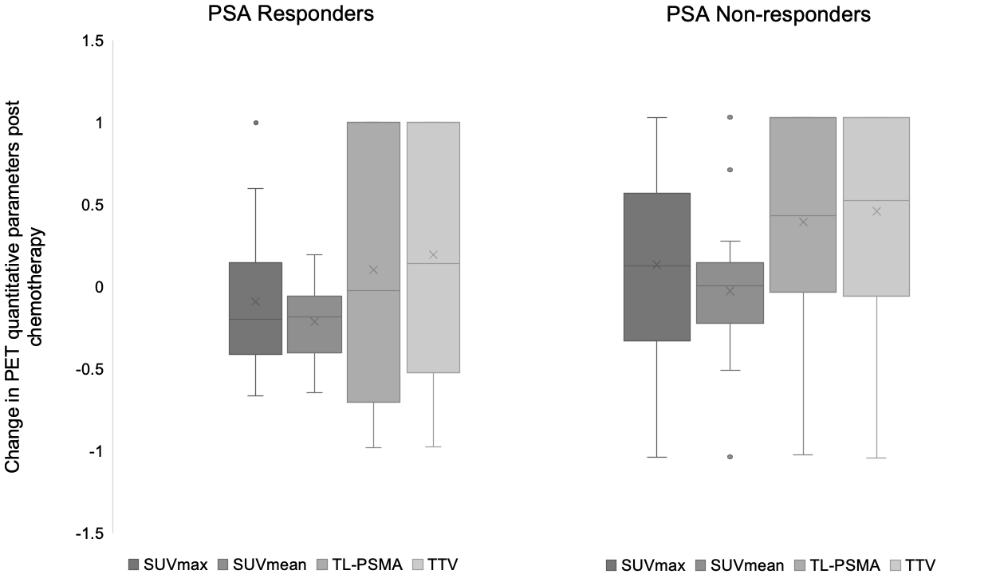 PSA Responders
PSA Non-responders
Change in PET quantitative parameters post
chemotherapy
1.5
1
0.5
0
-0.5
-1
-1.5
SUVmax SUVmean TL-PSMA TTV
SUVmax SUVmean TL-PSMA TTV